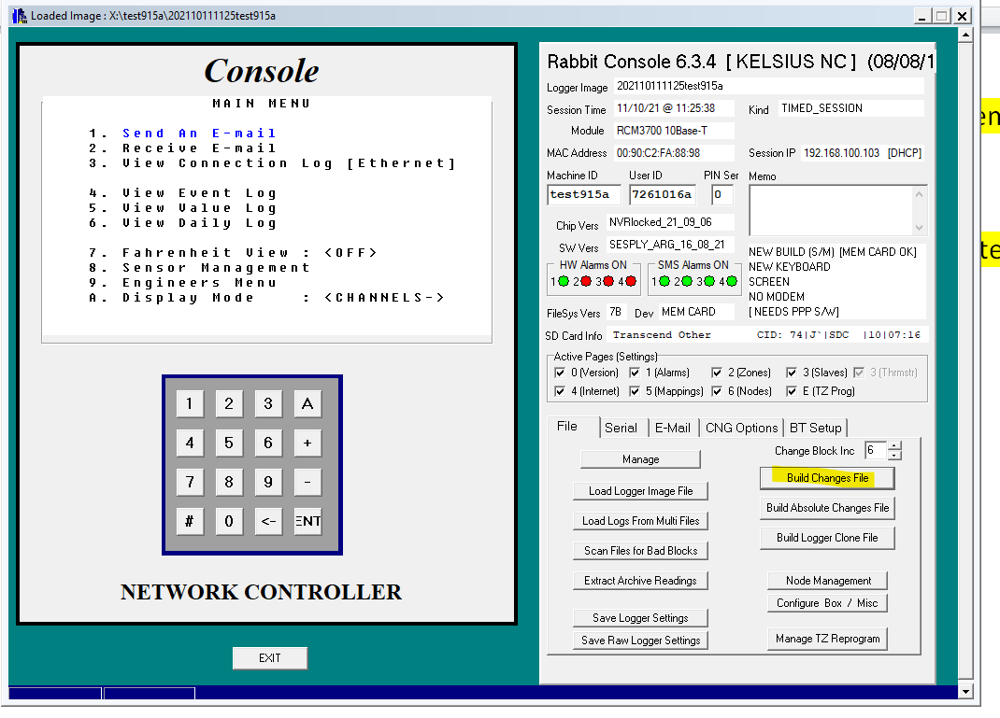 Loaded Image : X:\test915a\202110111125test915a
Console
MAIN MENU
1. Send An E-mail
2. Receive E-mail
3. View Connection Log [Ethernet]
4. View Event Log
5. View Value Log
6. View Daily Log
7. Fahrenheit View : <OFF>
8. Sensor Management
9. Engineers Menu
A. Display Mode : <CHANNELS->
1 2 3 A
4 5 6 +
7 8 9 -
# 0 <- ENT
NETWORK CONTROLLER
EXIT
Rabbit Console 6.3.4 [ KELSIUS NC ] (08/08/1
Logger Image 202110111125test915a
Session Time 11/10/21 @ 11:25:38 Kind TIMED_SESSION
Module RCM3700 10Base-T
MAC Address 00:90:C2:FA:88:98 Session IP 192.168.100.103 [DHCP]
Machine ID User ID PIN Ser Memo
test915a 7261016a 0
Chip Vers NVRlocked_21_09_06
SW Vers SESPLY_ARG_16_08_21
HW Alarms ON SMS Alarms ON
1 2 3 4 1 2 3 4
NEW BUILD (S/M) [MEM CARD OK]
NEW KEYBOARD
SCREEN
NO MODEM
[ NEEDS PPP S/W]
FileSys Vers 7B Dev MEM CARD
SD Card Info Transcend Other CID: 74|J`|SDC |10|07:16
Active Pages (Settings)
0 (Version) 1 (Alarms) 2 (Zones) 3 (Slaves) 3 (Thrmstr)
4 (Internet) 5 (Mappings) 6 (Nodes) E (TZ Prog)
File Serial E-Mail CNG Options BT Setup
Manage
Load Logger Image File
Load Logs From Multi Files
Scan Files for Bad Blocks
Extract Archive Readings
Save Logger Settings
Save Raw Logger Settings
Change Block Inc 6
Build Changes File
Build Absolute Changes File
Build Logger Clone File
Node Management
Configure Box / Misc
Manage TZ Reprogram
en
te